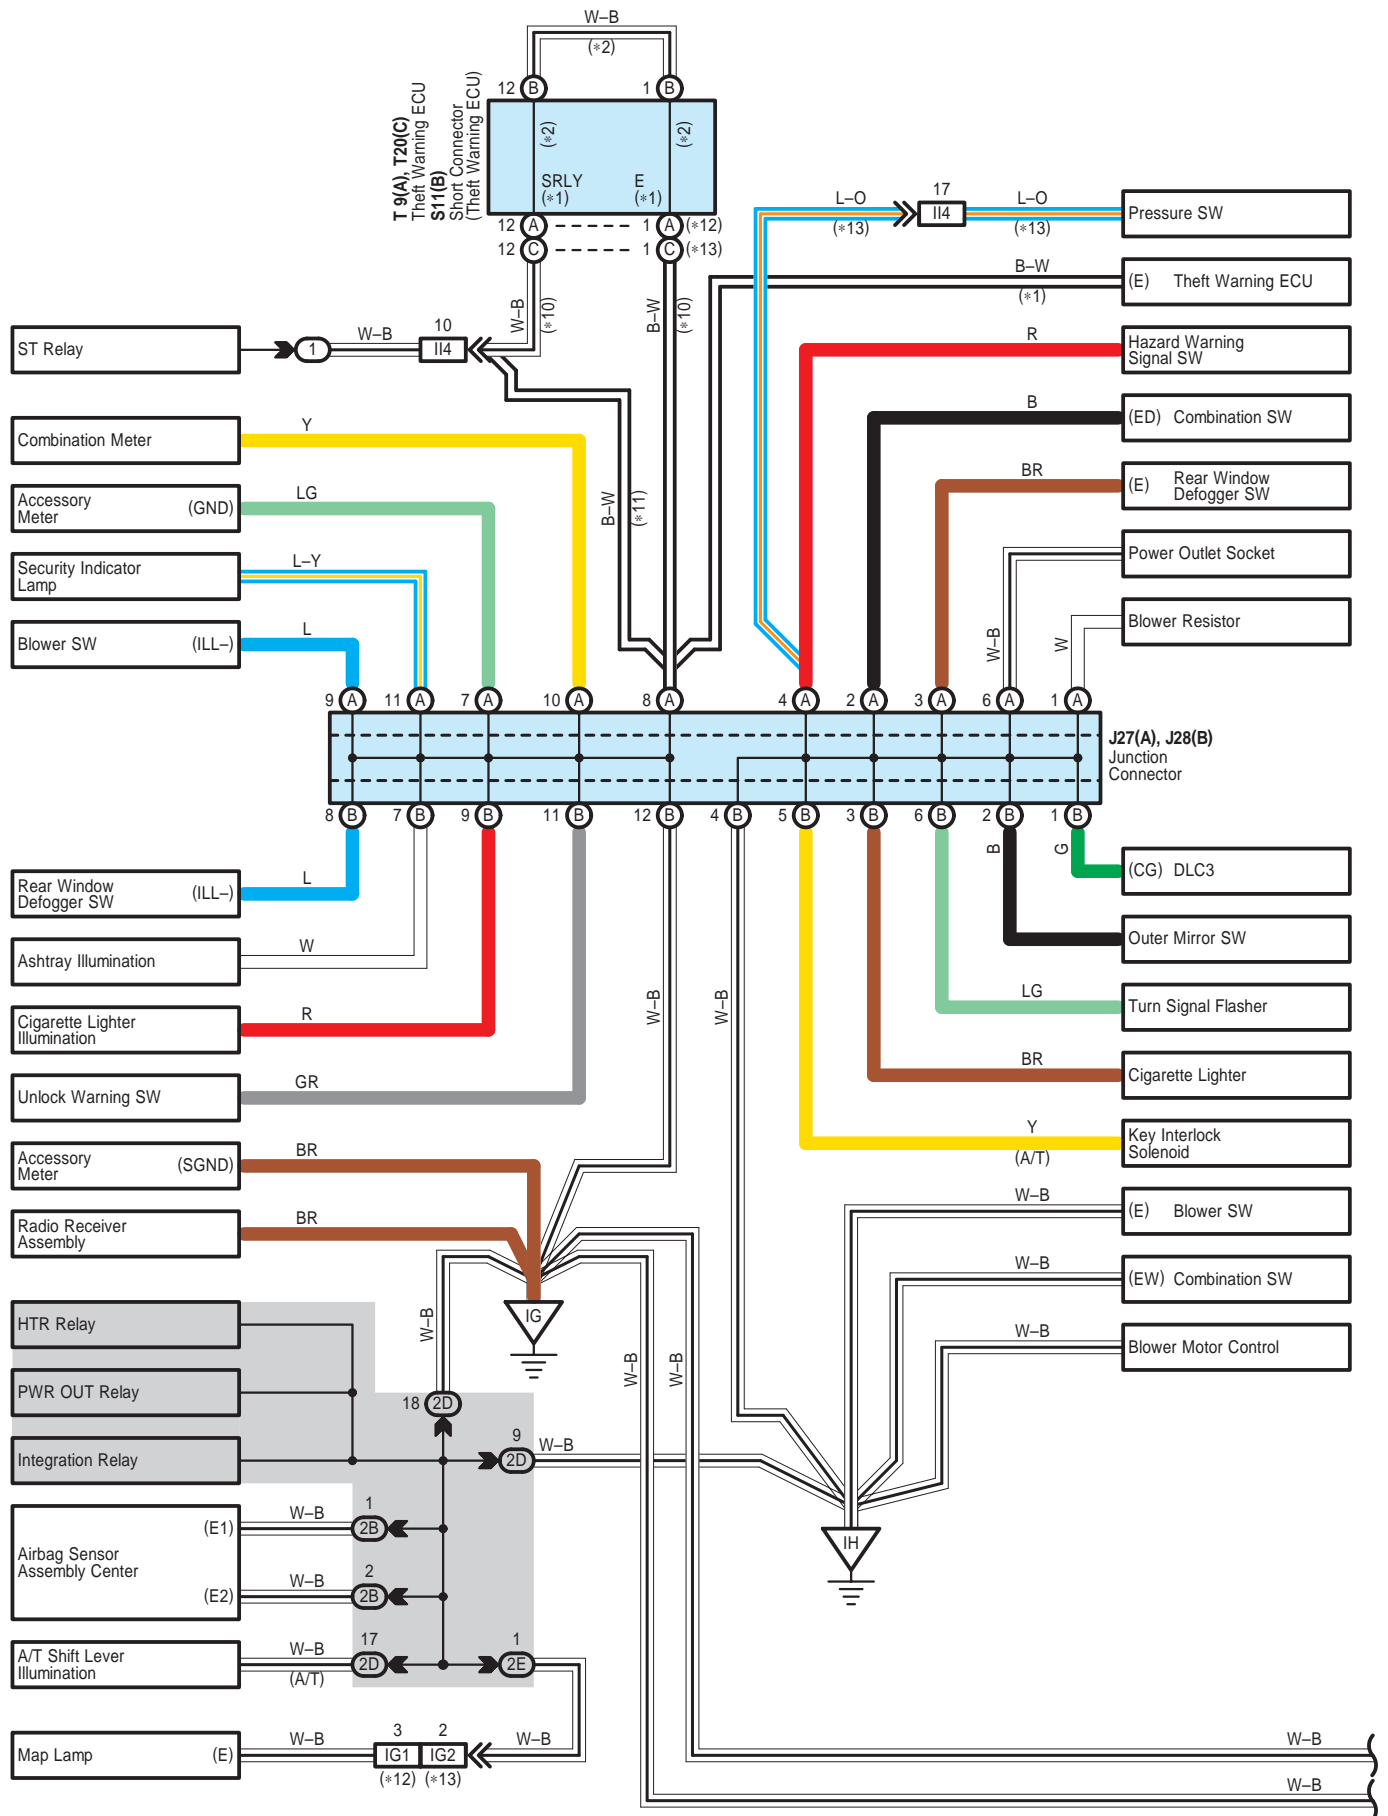 W–B
(*2)
12 B
1 B
T 9(A), T20(C)
Theft Warning ECU
S11(B)
Short Connector
(Theft Warning ECU)
(*2)
(*2)
SRLY
(*1)
E
(*1)
12 A
1 A (*12)
12 C
1 C (*13)
W–B
(*10)
B–W
(*10)
L–O
(*13)
17
II4
L–O
(*13)
Pressure SW
B–W
(*1)
(E) Theft Warning ECU
ST Relay
1
W–B
10
II4
R
Hazard Warning
Signal SW
B
(ED) Combination SW
Combination Meter
Y
BR
(E) Rear Window
Defogger SW
Accessory
Meter
(GND)
LG
B–W
(*11)
Power Outlet Socket
W–B
Security Indicator
Lamp
L–Y
Blower Resistor
W
Blower SW
(ILL–)
L
9 A
11 A
7 A
10 A
8 A
4 A
2 A
3 A
6 A
1 A
J27(A), J28(B)
Junction
Connector
8 B
7 B
9 B
11 B
12 B
4 B
5 B
3 B
6 B
2 B
1 B
B
G
Rear Window
Defogger SW
(ILL–)
L
(CG) DLC3
Ashtray Illumination
W
Outer Mirror SW
W–B
W–B
Cigarette Lighter
Illumination
R
LG
Turn Signal Flasher
Unlock Warning SW
GR
BR
Cigarette Lighter
Accessory
Meter
(SGND)
BR
Y
(A/T)
Key Interlock
Solenoid
Radio Receiver
Assembly
BR
W–B
(E) Blower SW
W–B
(EW) Combination SW
W–B
IG
W–B
Blower Motor Control
HTR Relay
W–B
W–B
PWR OUT Relay
18 2D
Integration Relay
9
2D
W–B
IH
Airbag Sensor
Assembly Center
(E1)
W–B
1
2B
(E2)
W–B
2
2B
A/T Shift Lever
Illumination
W–B
(A/T)
17
2D
1
2E
Map Lamp
(E)
W–B
3
IG1
(*12)
2
IG2
(*13)
W–B
W–B
W–B